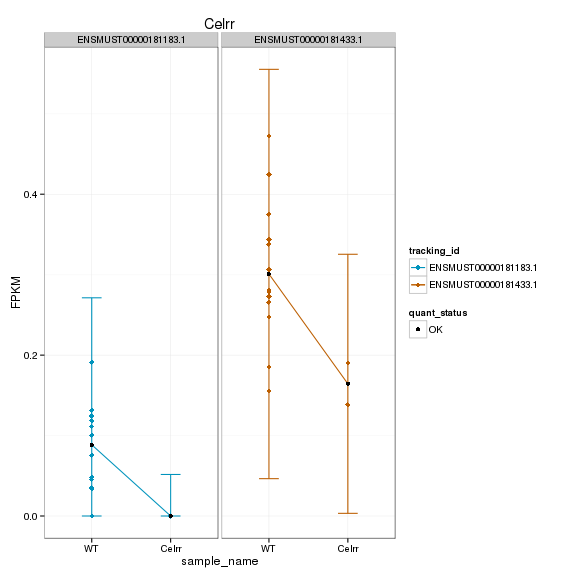 Celrr
ENSMUST00000181183.1
ENSMUST00000181433.1
FPKM
0.4
0.2
0.0
WT
Celrr
WT
Celrr
sample_name
tracking_id
ENSMUST00000181183.1
ENSMUST00000181433.1
quant_status
OK